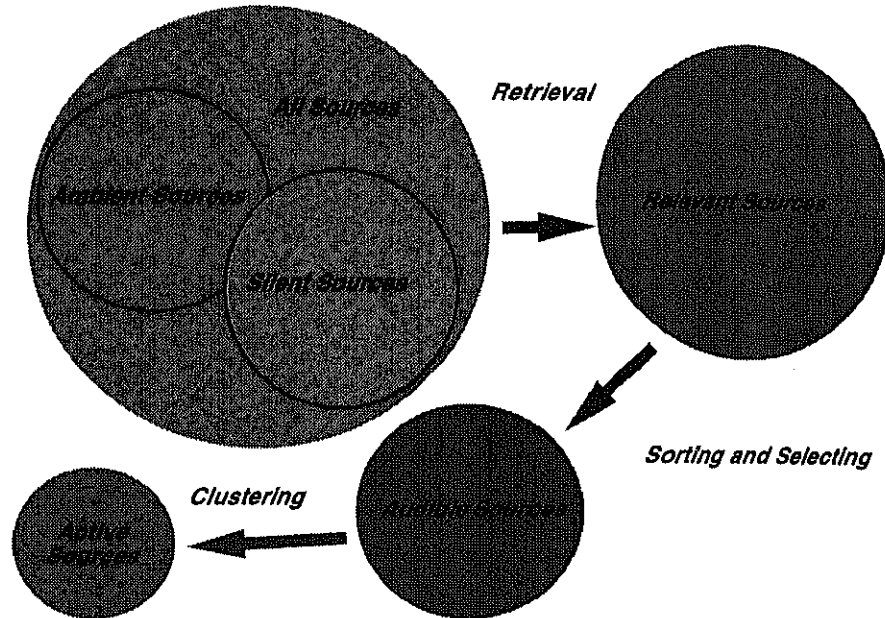 All Sources
Retrieval
Ambient Sources
Relevant Sources
Silent Sources
Sorting and Selecting
Clustering
Audible Sources
"Active
Sources"